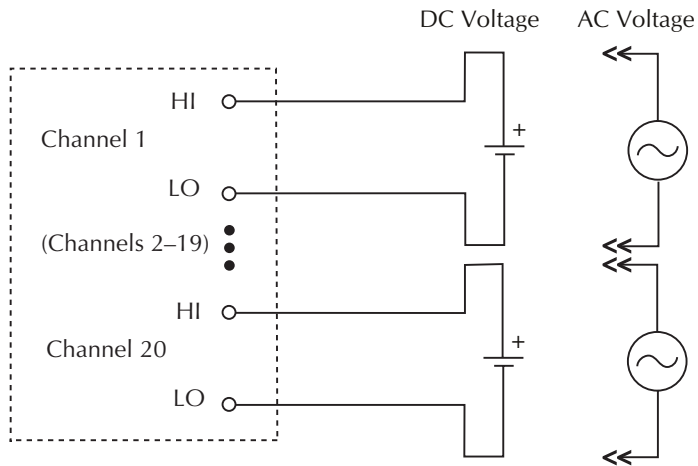 DC Voltage AC Voltage
HI
+
Channel 1
LO
(Channels 2–19)
HI
+
Channel 20
LO